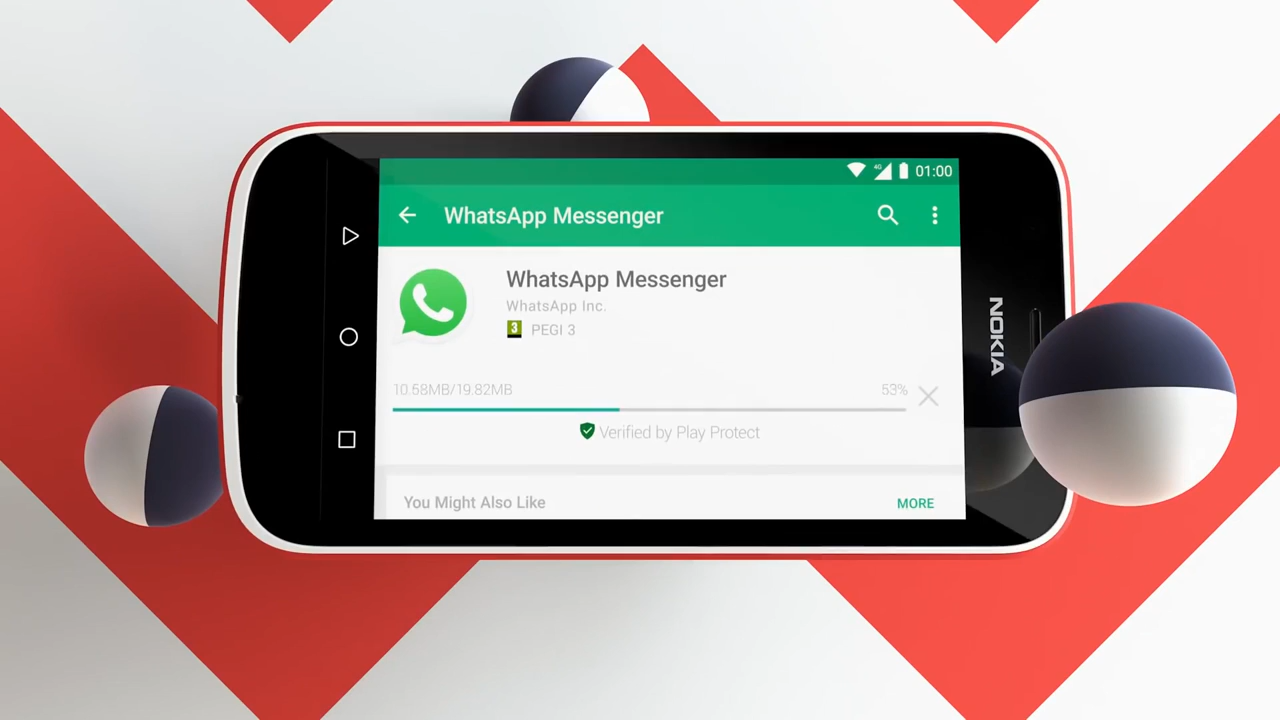 4G 01:00
WhatsApp Messenger
WhatsApp Messenger
WhatsApp Inc.
3 PEGI 3
10.58MB/19.82MB 53%
Verified by Play Protect
You Might Also Like MORE
NOKIA